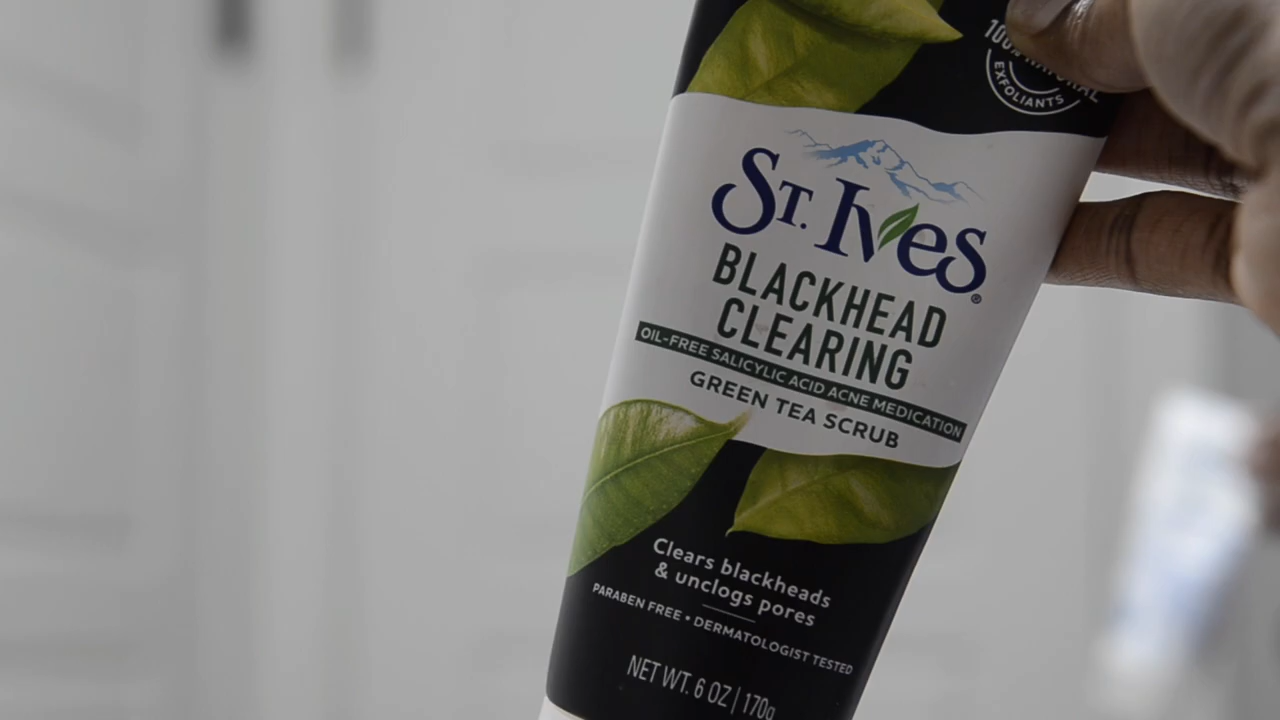 100% NATURAL
EXFOLIANTS
ST. IVES®
BLACKHEAD
CLEARING
OIL-FREE SALICYLIC ACID ACNE MEDICATION
GREEN TEA SCRUB
Clears blackheads
& unclogs pores
PARABEN FREE • DERMATOLOGIST TESTED
NET WT. 6 OZ | 170g